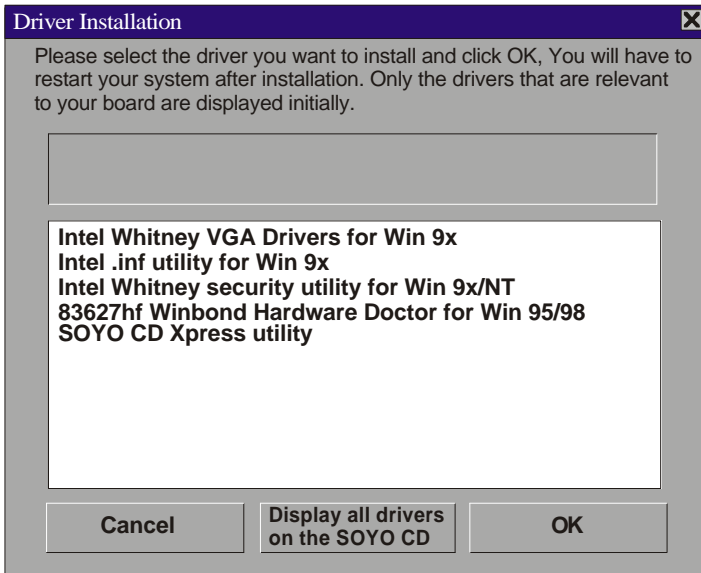 Driver Installation
Please select the driver you want to install and click OK, You will have to
restart your system after installation. Only the drivers that are relevant
to your board are displayed initially.
Intel Whitney VGA Drivers for Win 9x
Intel .inf utility for Win 9x
Intel Whitney security utility for Win 9x/NT
83627hf Winbond Hardware Doctor for Win 95/98
SOYO CD Xpress utility
Cancel
Display all drivers
on the SOYO CD
OK